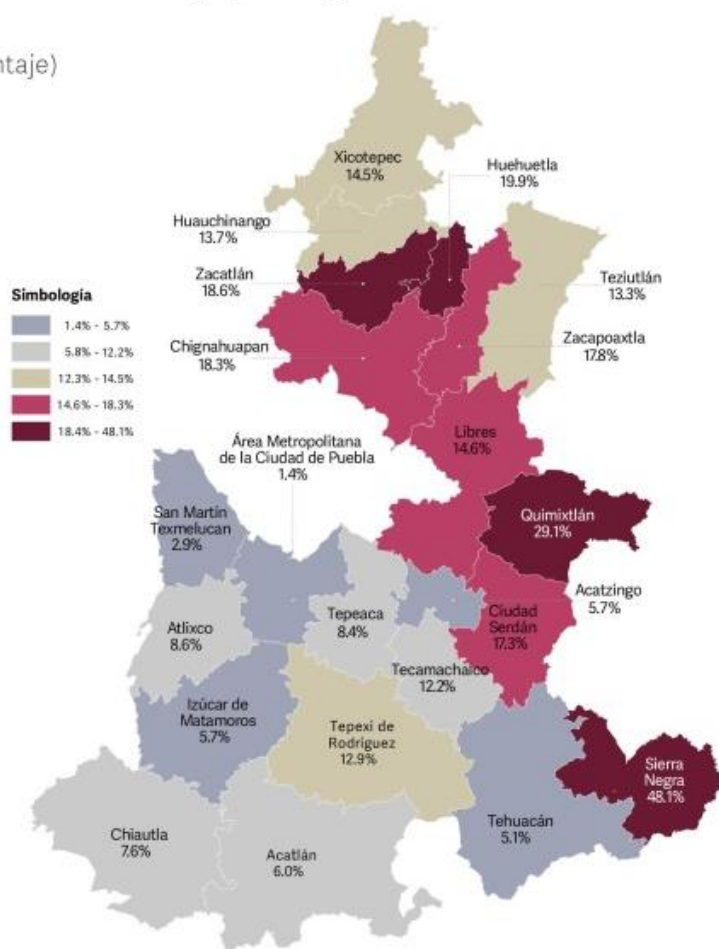 ntaje)
Xicotepec
14.5%
Huehuetla
19.9%
Huauchinango
13.7%
Zacatlán
18.6%
Teziutlán
13.3%
Simbología
1.4% - 5.7%
5.8% - 12.2%
12.3% - 14.5%
14.6% - 18.3%
18.4% - 48.1%
Chignahuapan
18.3%
Zacapoaxtla
17.8%
Libres
14.6%
Área Metropolitana
de la Ciudad de Puebla
1.4%
San Martín
Texmelucan
2.9%
Quimixtlán
29.1%
Acatzingo
5.7%
Atlixco
8.6%
Tepeaca
8.4%
Ciudad
Serdán
17.3%
Tecamachalco
12.2%
Izúcar de
Matamoros
5.7%
Tepexi de
Rodríguez
12.9%
Sierra
Negra
48.1%
Tehuacán
5.1%
Chiautla
7.6%
Acatlán
6.0%